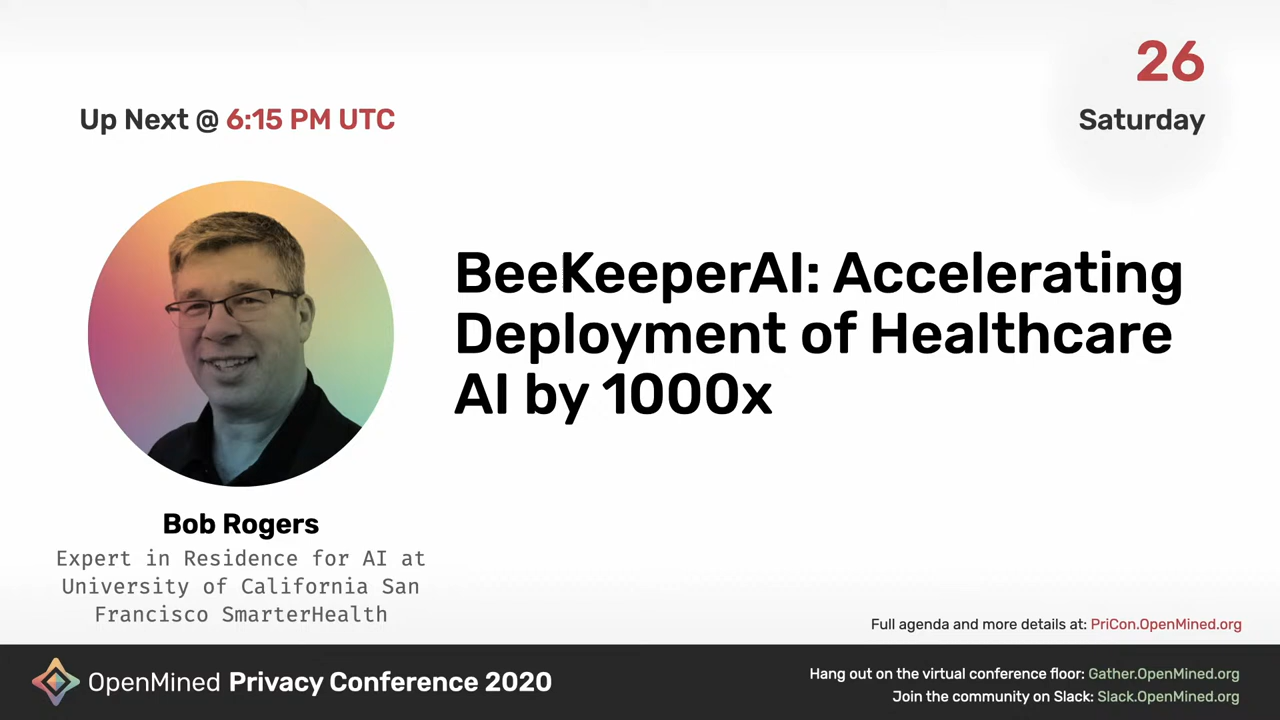 26
Up Next @ 6:15 PM UTC
Saturday
BeeKeeperAI: Accelerating
Deployment of Healthcare
AI by 1000x
Bob Rogers
Expert in Residence for AI at
University of California San
Francisco SmarterHealth
Full agenda and more details at: PriCon.OpenMined.org
OpenMined Privacy Conference 2020
Hang out on the virtual conference floor: Gather.OpenMined.org
Join the community on Slack: Slack.OpenMined.org